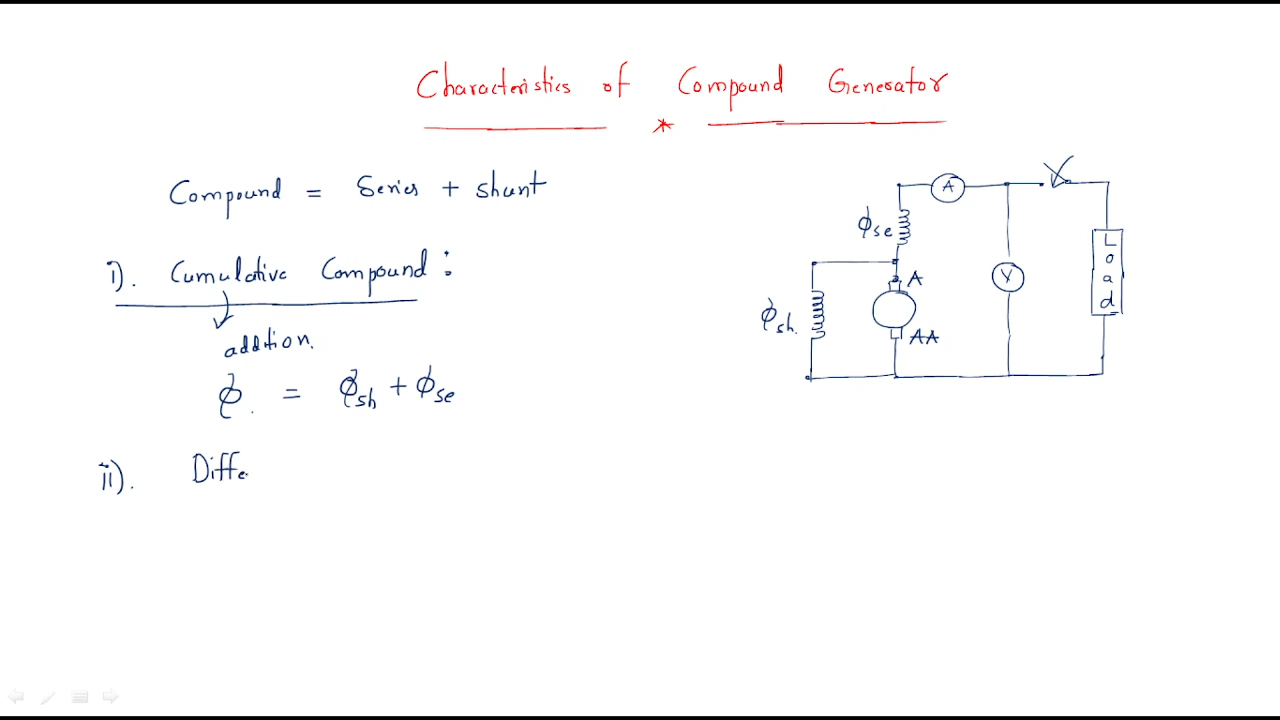 Characteristics of Compound Generator
*
Compound = Series + shunt
i). Cumulative Compound :
addition.
ϕ = ϕsh + ϕse
ii). Diffe
ϕse
ϕsh.
A
A
AA
V
Load